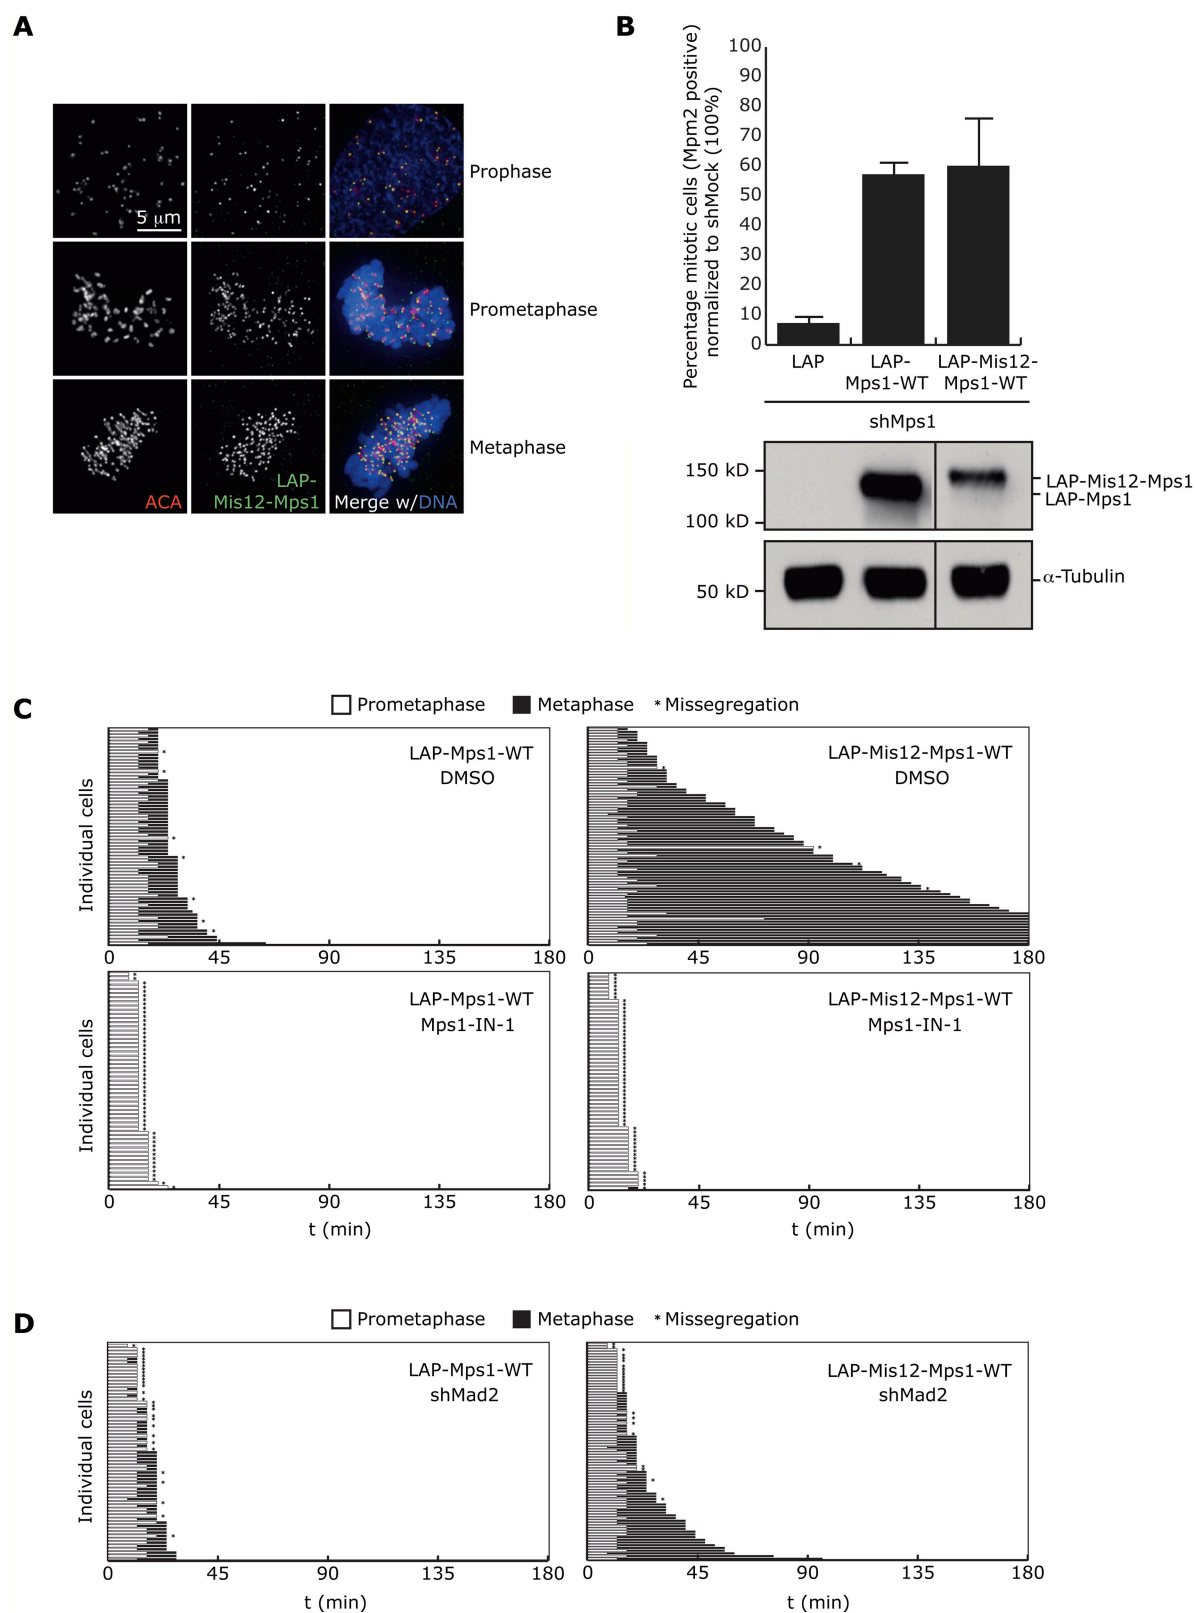 A
5 μm
Prophase
Prometaphase
Metaphase
ACA
LAP-
Mis12-Mps1
Merge w/DNA
B
Percentage mitotic cells (Mpm2 positive)
normalized to shMock (100%)
100
90
80
70
60
50
40
30
20
10
0
LAP
LAP-
Mps1-WT
LAP-Mis12-
Mps1-WT
shMps1
150 kD
100 kD
LAP-Mis12-Mps1
LAP-Mps1
50 kD
α-Tubulin
C
Prometaphase Metaphase * Missegregation
Individual cells
LAP-Mps1-WT
DMSO
0 45 90 135 180
LAP-Mis12-Mps1-WT
DMSO
0 45 90 135 180
Individual cells
LAP-Mps1-WT
Mps1-IN-1
0 45 90 135 180
t (min)
LAP-Mis12-Mps1-WT
Mps1-IN-1
0 45 90 135 180
t (min)
D
Prometaphase Metaphase * Missegregation
Individual cells
LAP-Mps1-WT
shMad2
0 45 90 135 180
t (min)
LAP-Mis12-Mps1-WT
shMad2
0 45 90 135 180
t (min)